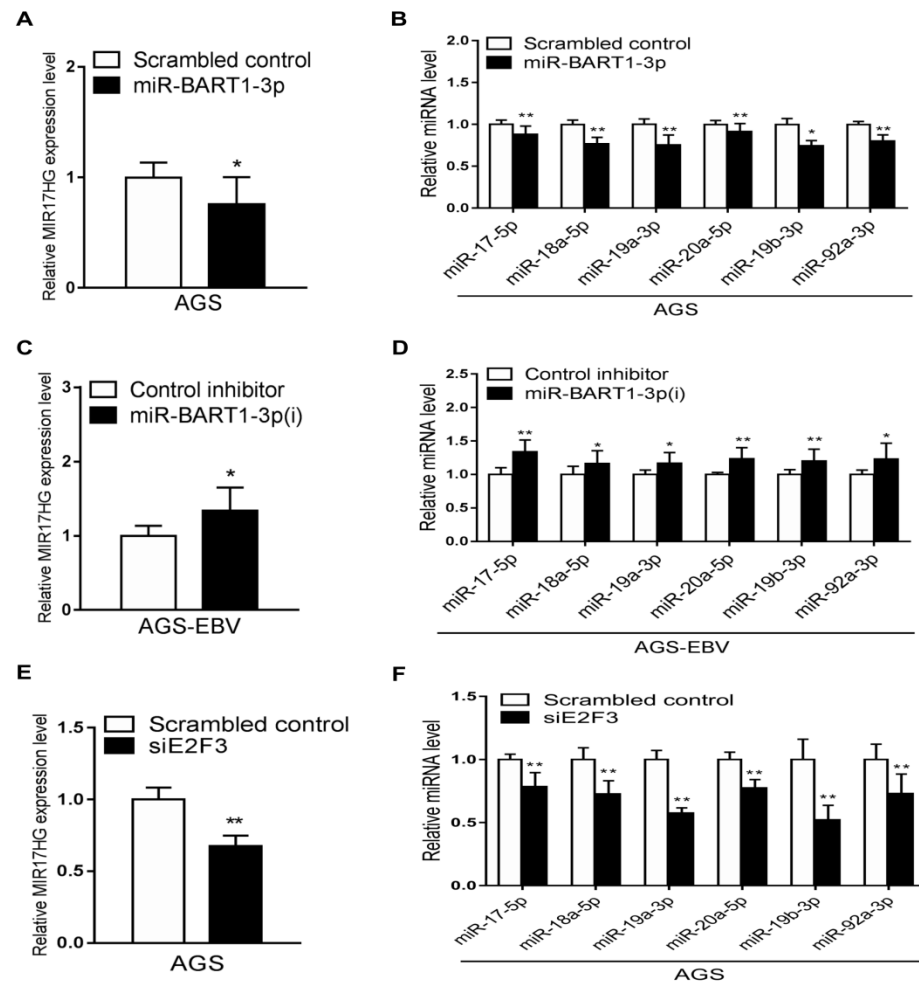 A
Relative MIR17HG expression level
2
1
0
Scrambled control
miR-BART1-3p
*
AGS
B
Relative miRNA level
2.0
1.5
1.0
0.5
0.0
Scrambled control
miR-BART1-3p
** ** ** ** * **
miR-17-5p miR-18a-5p miR-19a-3p miR-20a-5p miR-19b-3p miR-92a-3p
AGS
C
Relative MIR17HG expression level
3
2
1
0
Control inhibitor
miR-BART1-3p(i)
*
AGS-EBV
D
Relative miRNA level
2.5
2.0
1.5
1.0
0.5
0.0
Control inhibitor
miR-BART1-3p(i)
** * * ** ** *
miR-17-5p miR-18a-5p miR-19a-3p miR-20a-5p miR-19b-3p miR-92a-3p
AGS-EBV
E
Relative MIR17HG expression level
1.5
1.0
0.5
0.0
Scrambled control
siE2F3
**
AGS
F
Relative miRNA level
1.5
1.0
0.5
0.0
Scrambled control
siE2F3
** ** ** ** ** **
miR-17-5p miR-18a-5p miR-19a-3p miR-20a-5p miR-19b-3p miR-92a-3p
AGS